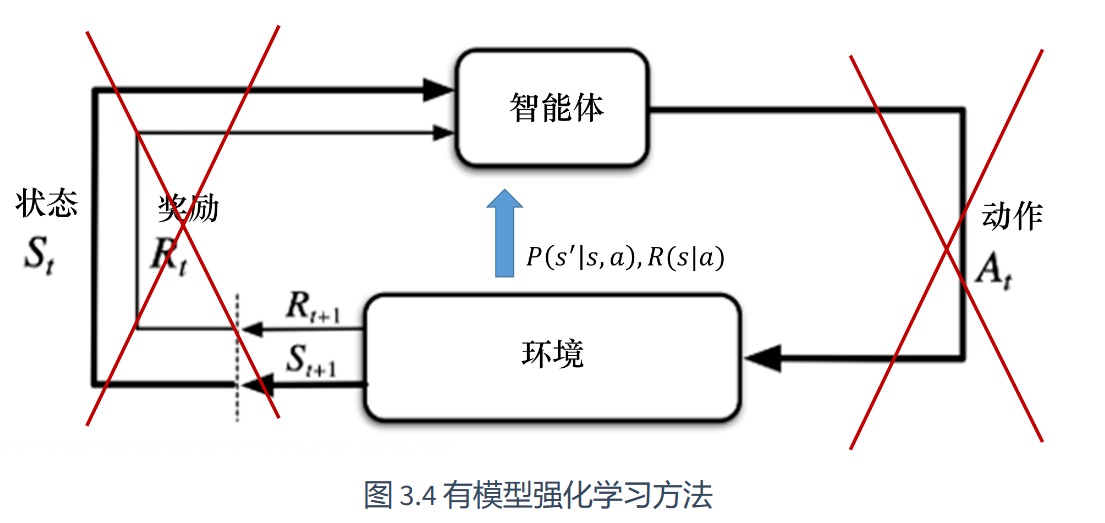 智能体
状态
S_t
奖励
R_t
动作
A_t
P(s′|s,a),R(s|a)
R_{t+1}
S_{t+1}
环境
图 3.4 有模型强化学习方法